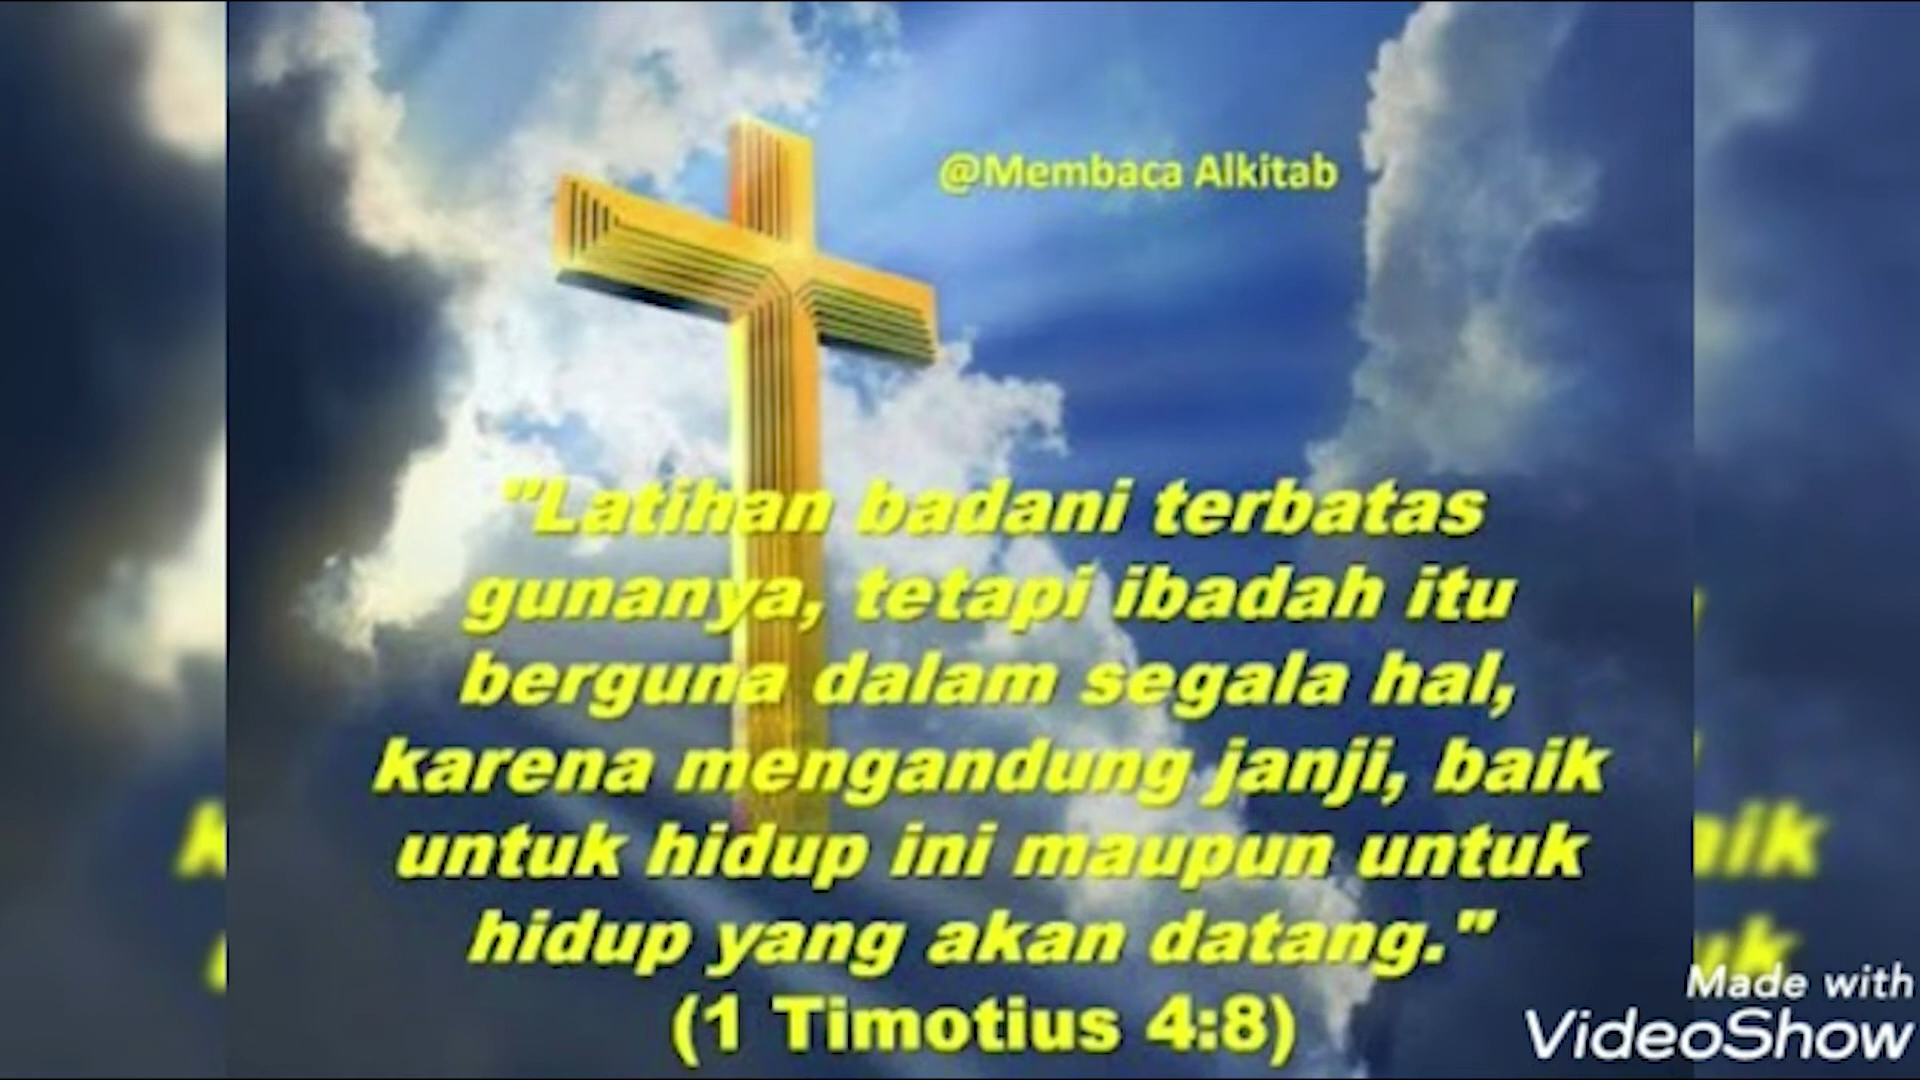 @Membaca Alkitab
"Latihan badani terbatas
gunanya, tetapi ibadah itu
berguna dalam segala hal,
karena mengandung janji, baik
untuk hidup ini maupun untuk
hidup yang akan datang."
(1 Timotius 4:8)
Made with
VideoShow